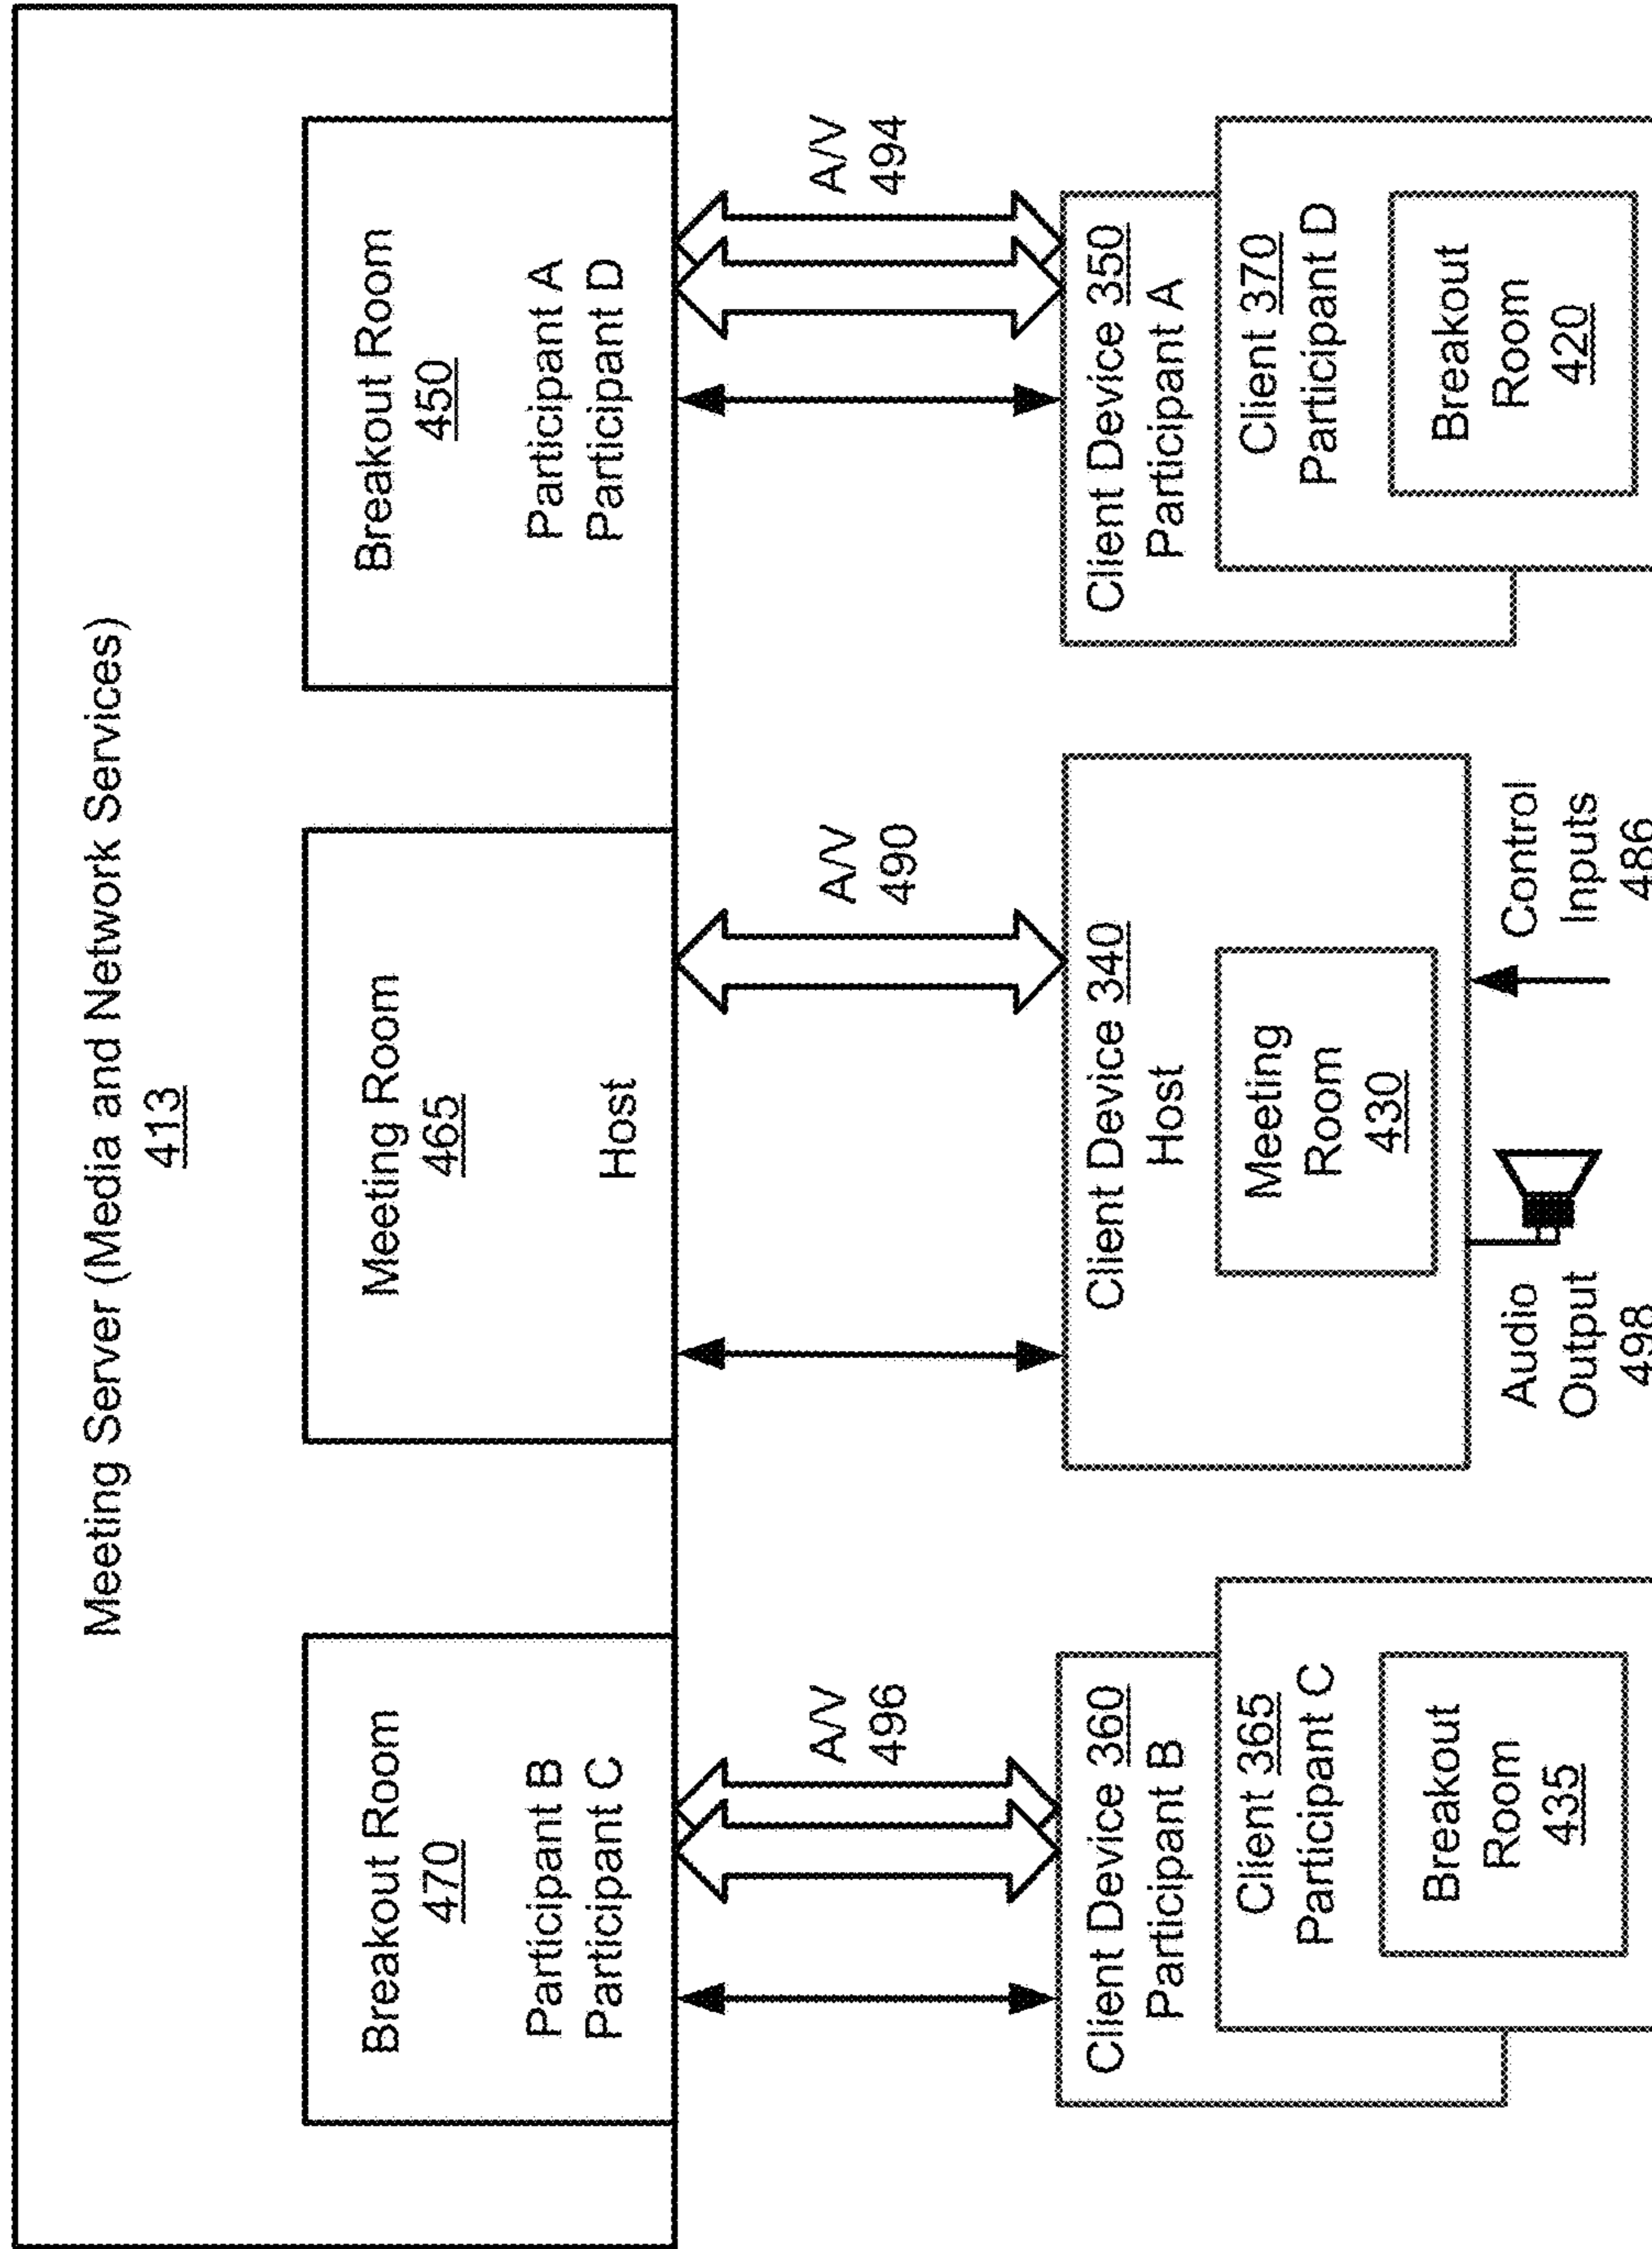 Meeting Server (Media and Network Services)
413
Breakout Room
470
Participant B
Participant C
Meeting Room
465
Host
Breakout Room
450
Participant A
Participant D
A/V
496
A/V
490
A/V
494
Client Device 360
Participant B
Client 365
Participant C
Breakout
Room
435
Client Device 340
Host
Meeting
Room
430
Client Device 350
Participant A
Client 370
Participant D
Breakout
Room
420
Audio
Output
498
Control
Inputs
486